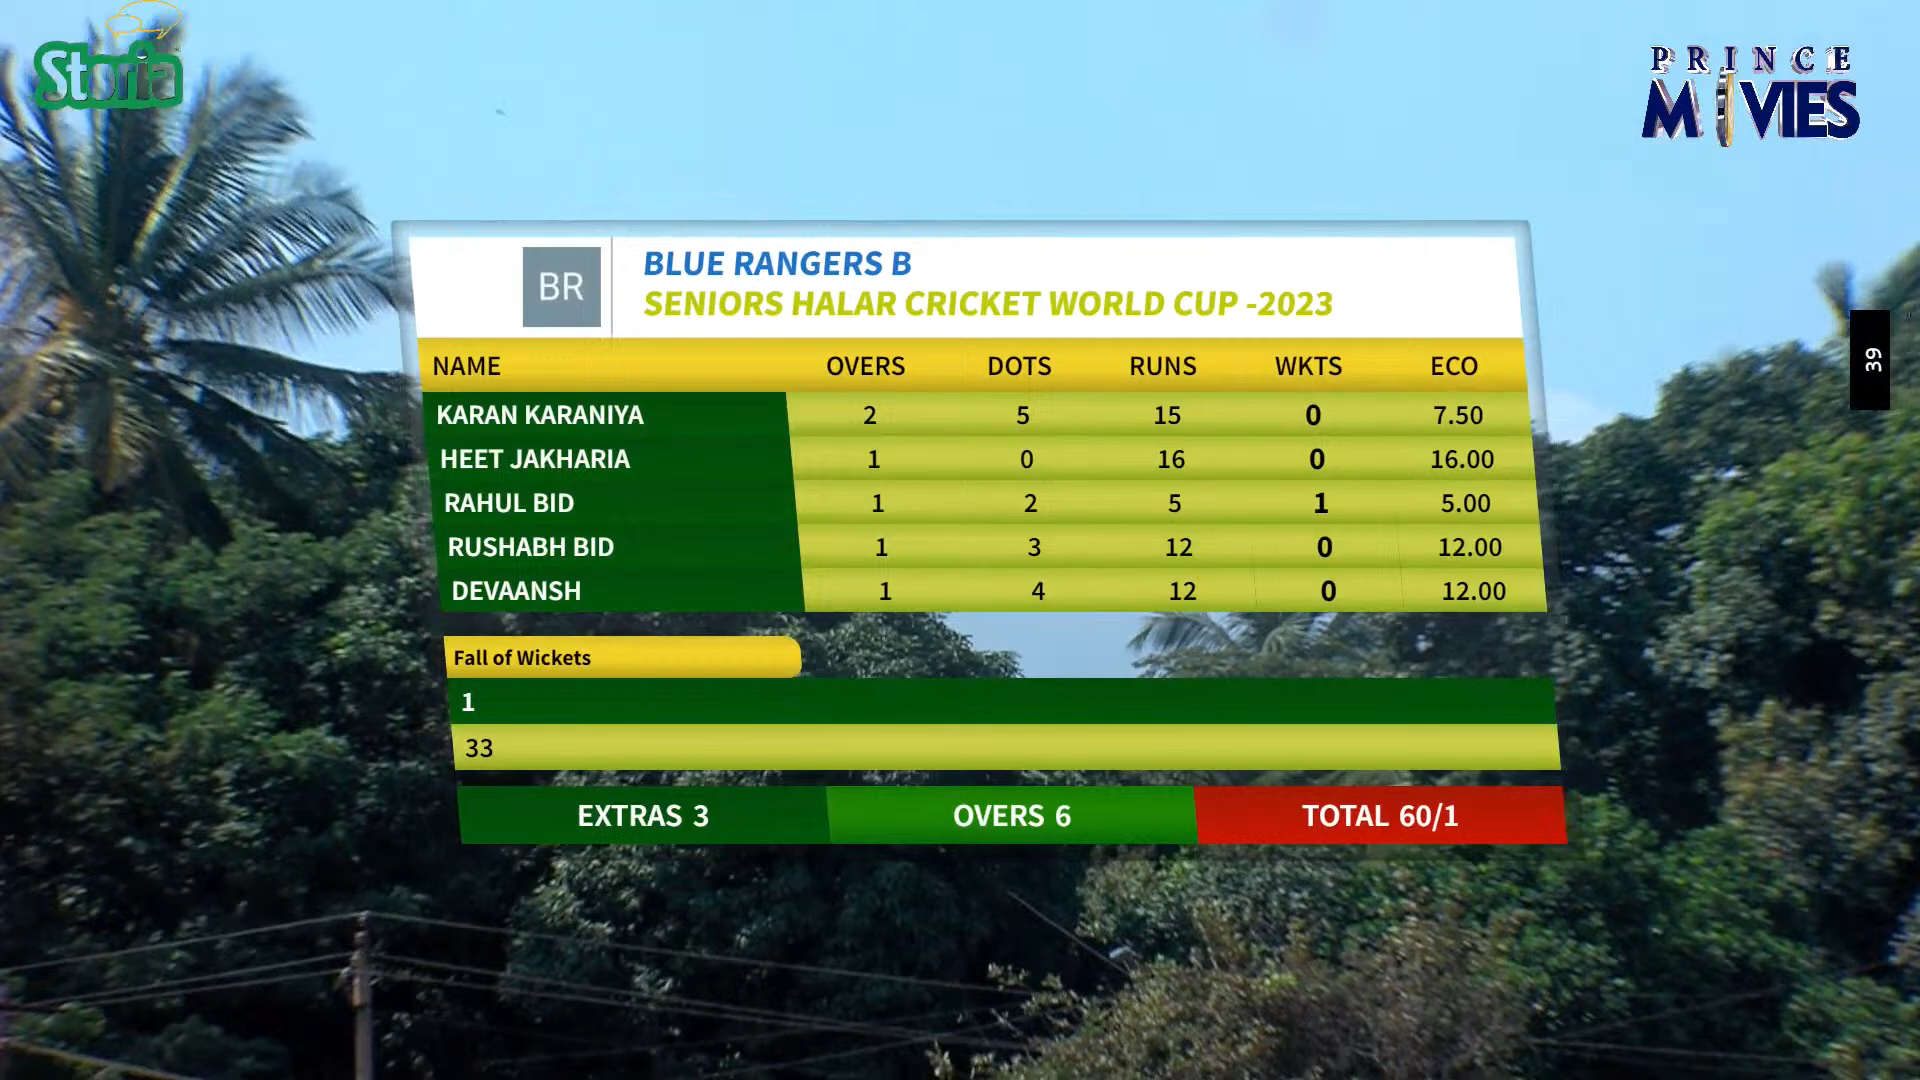 Storia
PRINCE
MOVIES
BR
BLUE RANGERS B
SENIORS HALAR CRICKET WORLD CUP -2023
NAME OVERS DOTS RUNS WKTS ECO
KARAN KARANIYA 2 5 15 0 7.50
HEET JAKHARIA 1 0 16 0 16.00
RAHUL BID 1 2 5 1 5.00
RUSHABH BID 1 3 12 0 12.00
DEVAANSH 1 4 12 0 12.00
Fall of Wickets
1
33
EXTRAS 3 OVERS 6 TOTAL 60/1
39